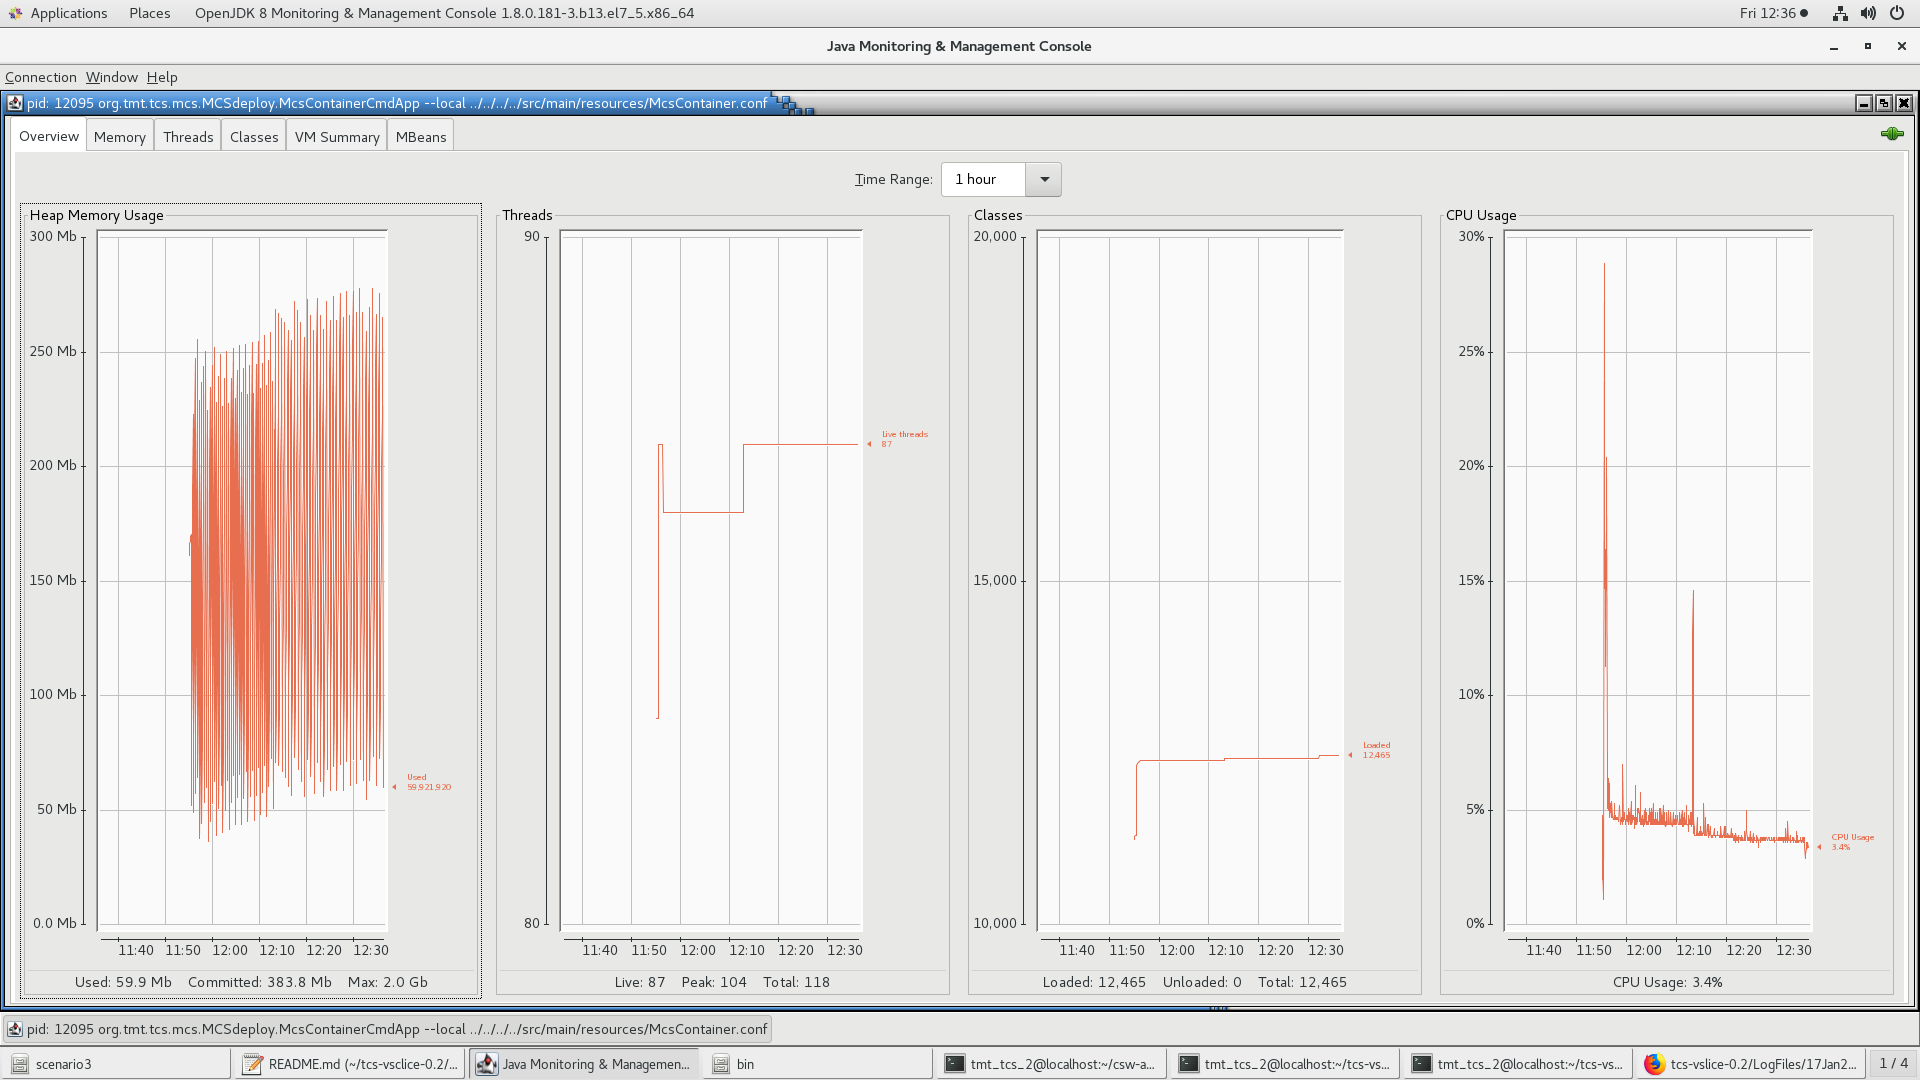 Applications Places OpenJDK 8 Monitoring & Management Console 1.8.0.181-3.b13.el7_5.x86_64 Fri 12:36
Java Monitoring & Management Console
Connection Window Help
pid: 12095 org.tmt.tcs.mcs.MCSdeploy.McsContainerCmdApp --local ../../../../src/main/resources/McsContainer.conf
Overview Memory Threads Classes VM Summary MBeans
Time Range: 1 hour
Heap Memory Usage
300 Mb
250 Mb
200 Mb
150 Mb
100 Mb
50 Mb
0.0 Mb
Used
59,921,920
11:40 11:50 12:00 12:10 12:20 12:30
Used: 59.9 Mb Committed: 383.8 Mb Max: 2.0 Gb
Threads
90
80
Live threads
87
11:40 11:50 12:00 12:10 12:20 12:30
Live: 87 Peak: 104 Total: 118
Classes
20,000
15,000
10,000
Loaded
12,465
11:40 11:50 12:00 12:10 12:20 12:30
Loaded: 12,465 Unloaded: 0 Total: 12,465
CPU Usage
30%
25%
20%
15%
10%
5%
0%
CPU Usage
3.4%
11:40 11:50 12:00 12:10 12:20 12:30
CPU Usage: 3.4%
pid: 12095 org.tmt.tcs.mcs.MCSdeploy.McsContainerCmdApp --local ../../../../src/main/resources/McsContainer.conf
scenario3 README.md (~/tcs-vsclice-0.2/... Java Monitoring & Managemen... bin tmt_tcs_2@localhost:~/csw-a... tmt_tcs_2@localhost:~/tcs-vs... tmt_tcs_2@localhost:~/tcs-vs... tcs-vslice-0.2/LogFiles/17Jan2... 1 / 4